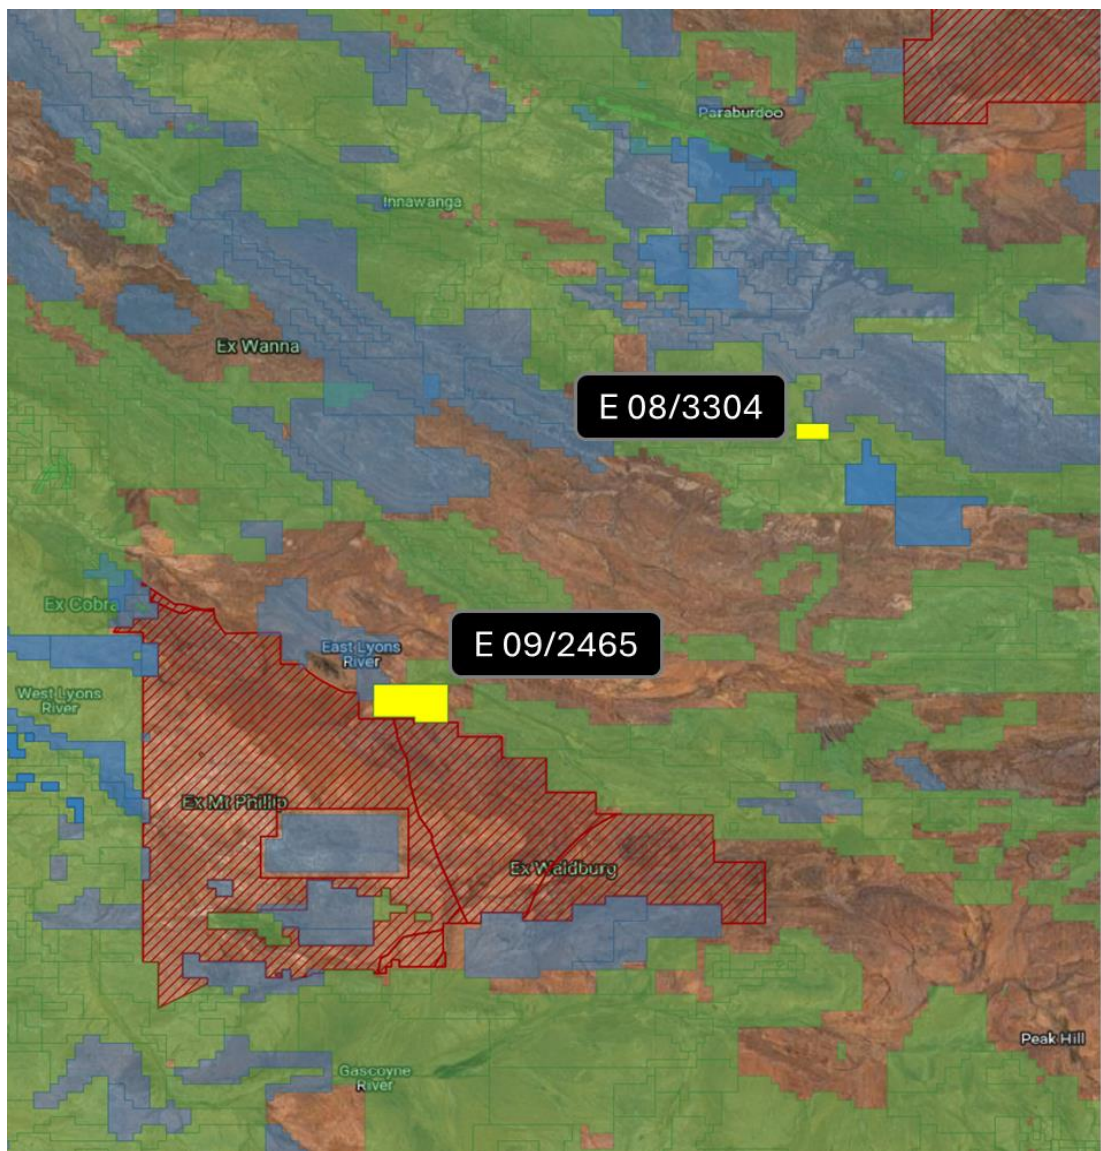 Paraburdoo
Innawanga
Ex Wanna
E 08/3304
Ex Cobra
E 09/2465
East Lyons
River
West Lyons
River
Ex Mt Phillip
Ex Waldburg
Peak Hill
Gascoyne
River